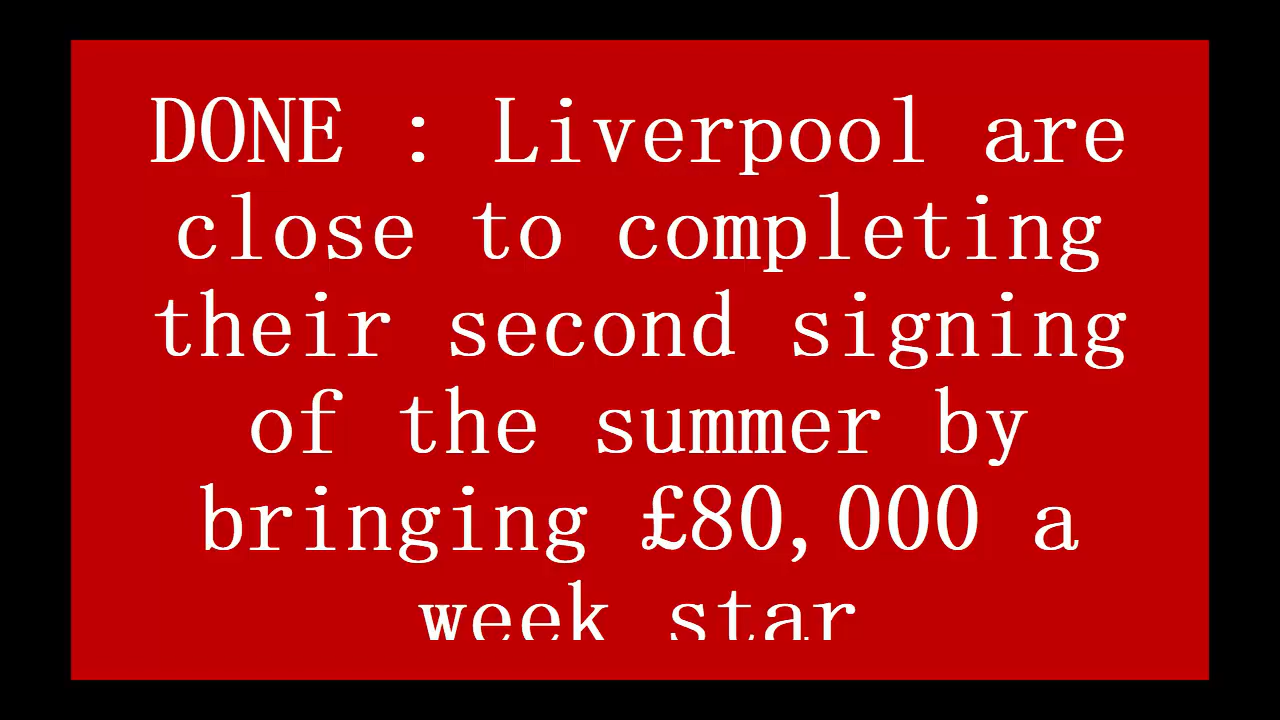 DONE : Liverpool are
close to completing
their second signing
of the summer by
bringing £80,000 a
week star